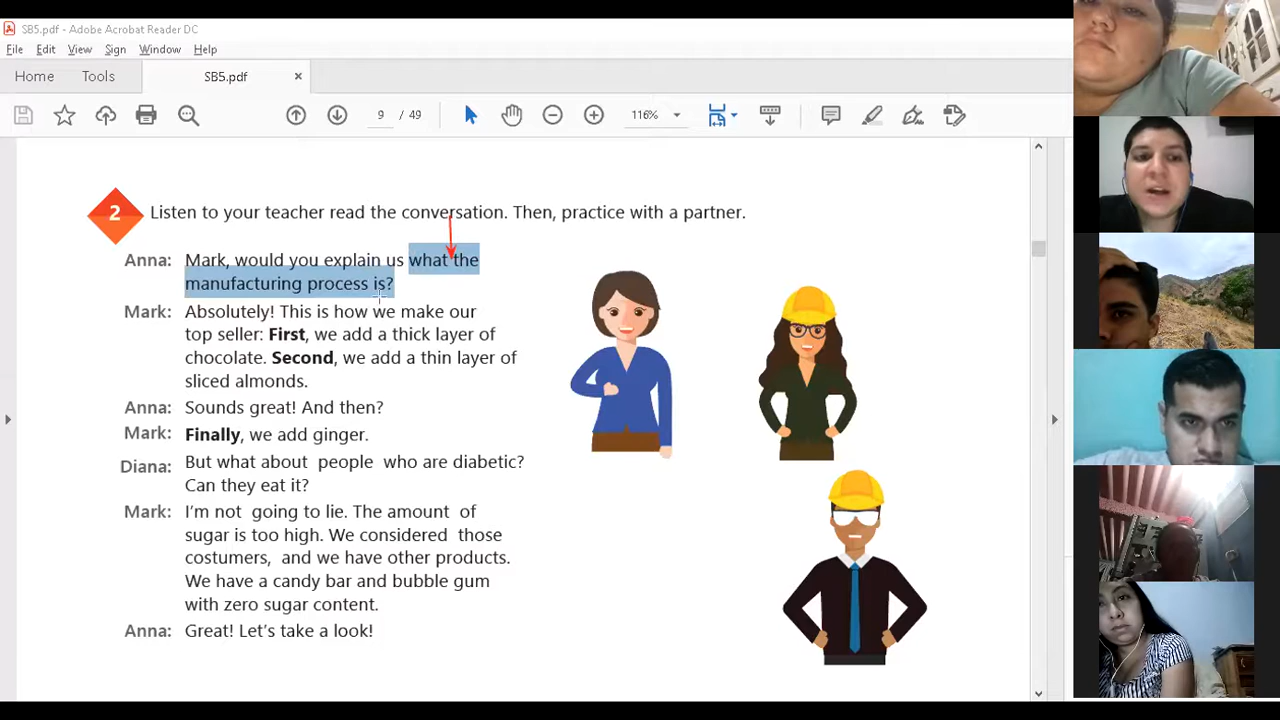 SB5.pdf - Adobe Acrobat Reader DC
File Edit View Sign Window Help
Home Tools SB5.pdf ×
9 / 49 116%
2 Listen to your teacher read the conversation. Then, practice with a partner.
Anna: Mark, would you explain us what the
manufacturing process is?
Mark: Absolutely! This is how we make our
top seller: First, we add a thick layer of
chocolate. Second, we add a thin layer of
sliced almonds.
Anna: Sounds great! And then?
Mark: Finally, we add ginger.
Diana: But what about people who are diabetic?
Can they eat it?
Mark: I'm not going to lie. The amount of
sugar is too high. We considered those
costumers, and we have other products.
We have a candy bar and bubble gum
with zero sugar content.
Anna: Great! Let's take a look!